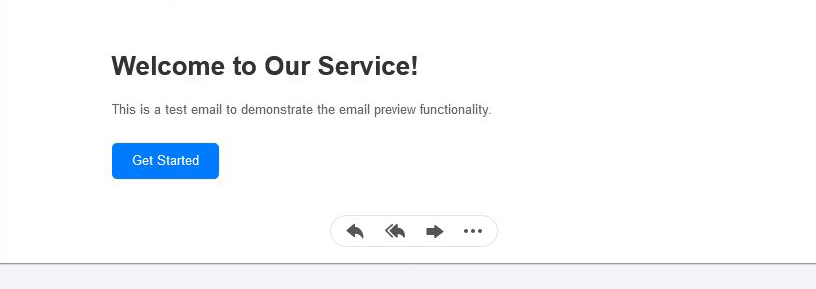 Welcome to Our Service!
This is a test email to demonstrate the email preview functionality.
Get Started